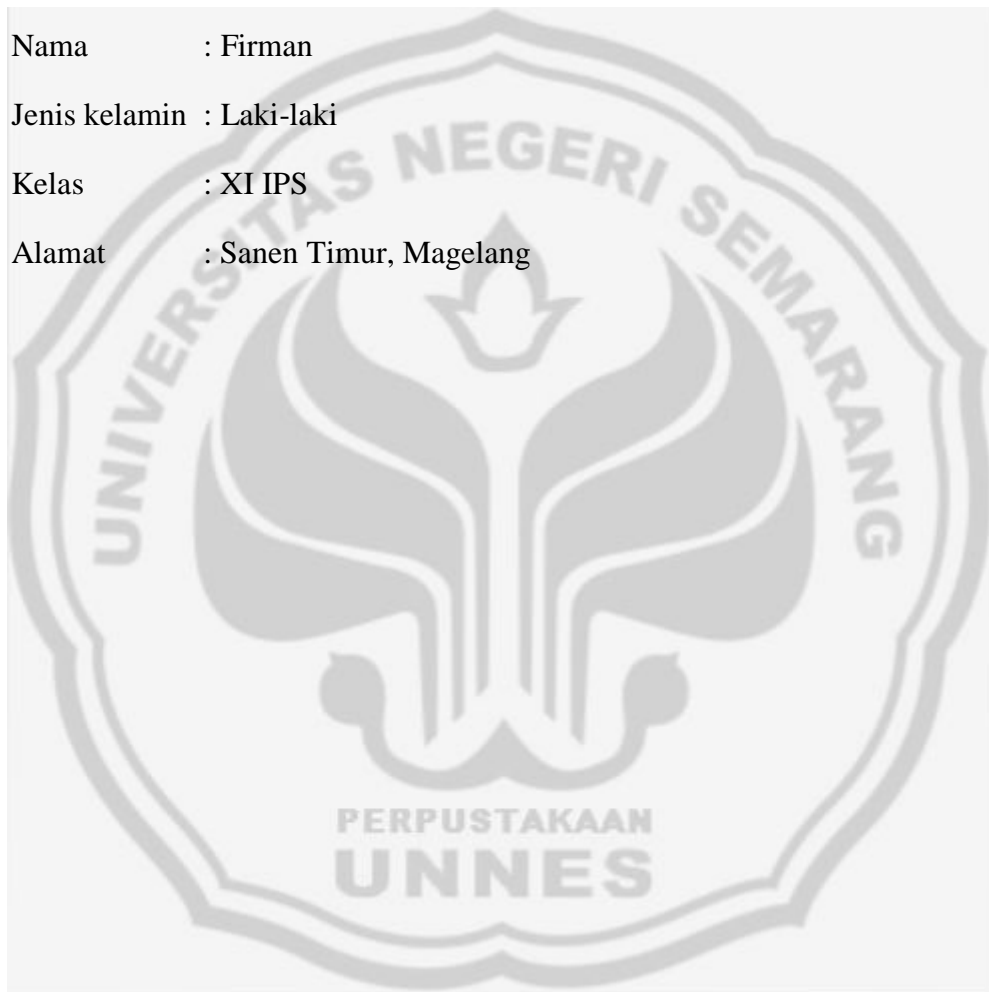 Nama : Firman
Jenis kelamin : Laki-laki
Kelas : XI IPS
Alamat : Sanen Timur, Magelang
UNIVERSITAS NEGERI SEMARANG
PERPUSTAKAAN
UNNES